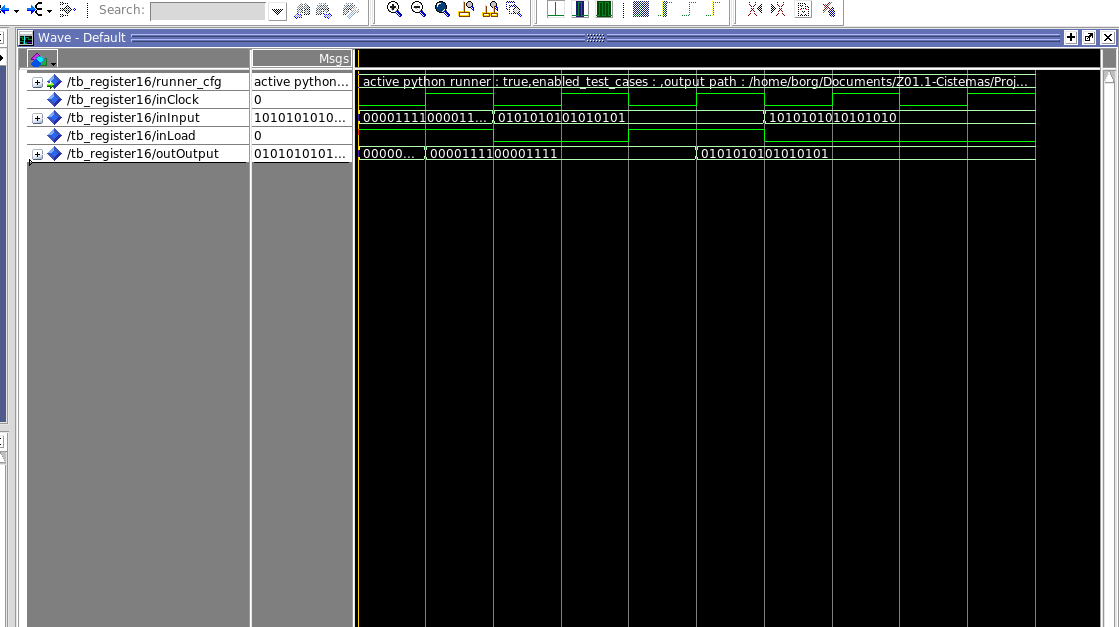 Search:
Wave - Default
Msgs
/tb_register16/runner_cfg active python... active python runner : true,enabled_test_cases : ,output path : /home/borg/Documents/Z01.1-Cistemas/Proj...
/tb_register16/inClock 0
/tb_register16/inInput 1010101010... 0000111100011... 0101010101010101 1010101010101010
/tb_register16/inLoad 0
/tb_register16/outOutput 0101010101... 00000... 0000111100001111 0101010101010101